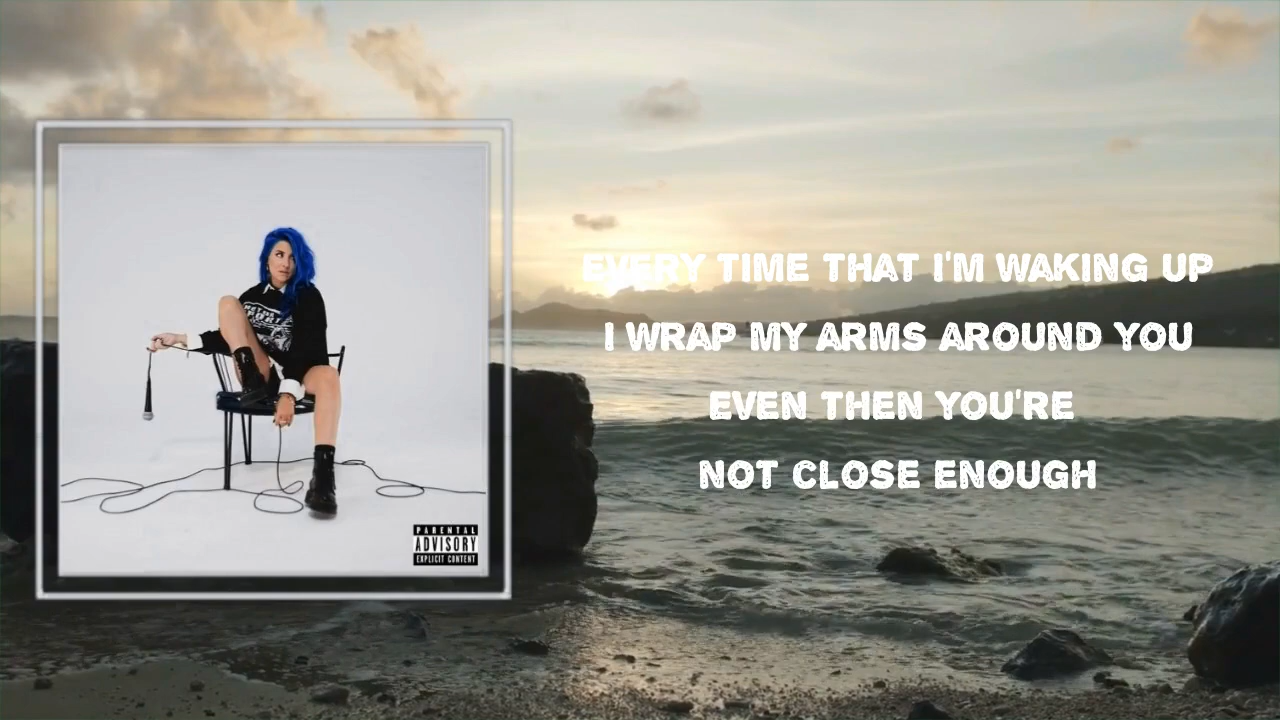 EVERY TIME THAT I'M WAKING UP
I WRAP MY ARMS AROUND YOU
EVEN THEN YOU'RE
NOT CLOSE ENOUGH
PARENTAL
ADVISORY
EXPLICIT CONTENT